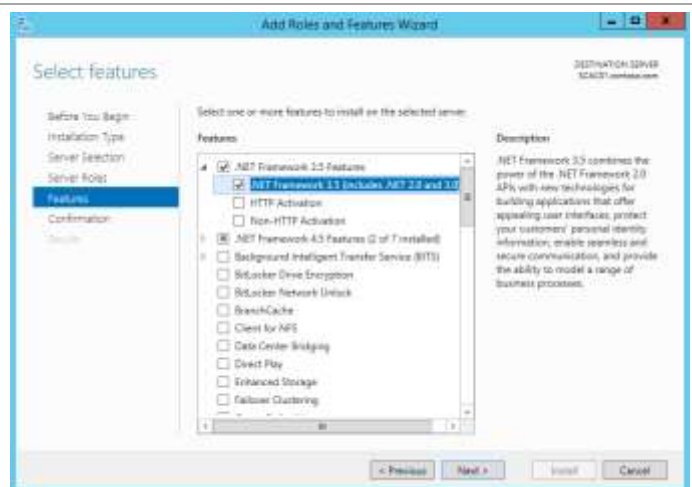 Add Roles and Features Wizard
Select features
DESTINATION SERVER
Before You Begin
Installation Type
Server Selection
Server Roles
Features
Confirmation
Results
Select one or more features to install on the selected server.
Features
.NET Framework 3.5 Features
.NET Framework 3.5 (includes .NET 2.0 and 3.0)
HTTP Activation
Non-HTTP Activation
.NET Framework 4.5 Features (2 of 7 installed)
Background Intelligent Transfer Service (BITS)
BitLocker Drive Encryption
BitLocker Network Unlock
BranchCache
Client for NFS
Data Center Bridging
Direct Play
Enhanced Storage
Failover Clustering
Description
.NET Framework 3.5 combines the
power of the .NET Framework 2.0
APIs with new technologies for
building applications that offer
appealing user interfaces, protect
your customers' personal identity
information, enable seamless and
secure communication, and provide
the ability to model a range of
business processes.
< Previous
Next >
Install
Cancel